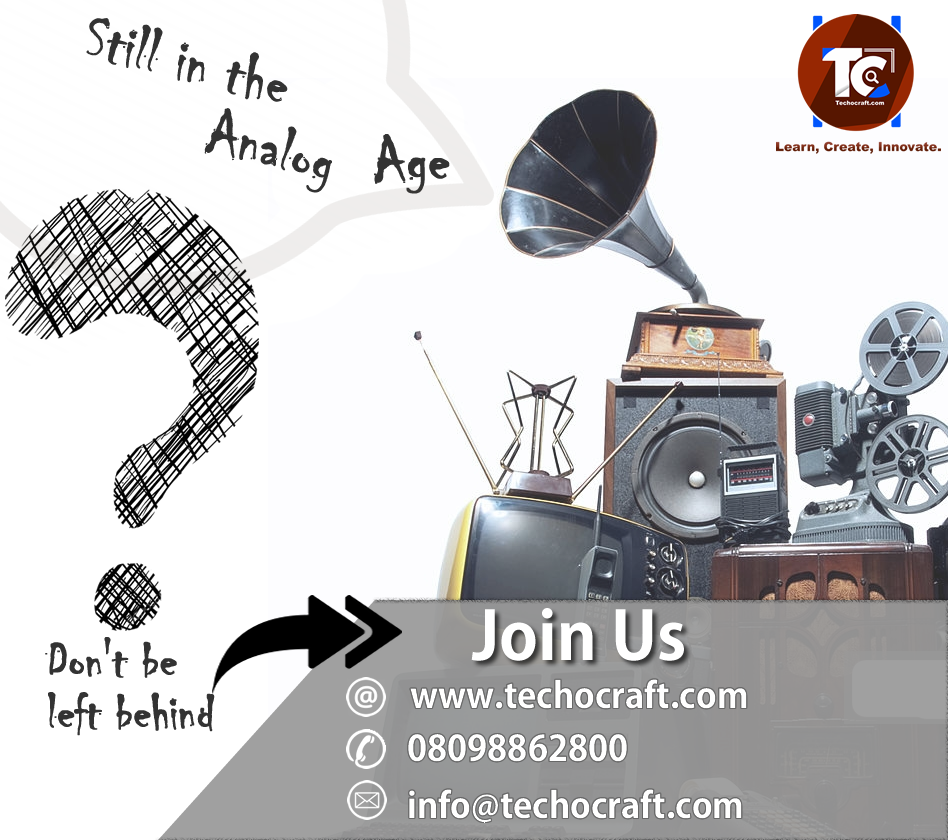 Still in the
Analog Age
?
TC
Techocraft.com
Learn, Create, Innovate.
Don't be
left behind
Join Us
@ www.techocraft.com
08098862800
info@techocraft.com